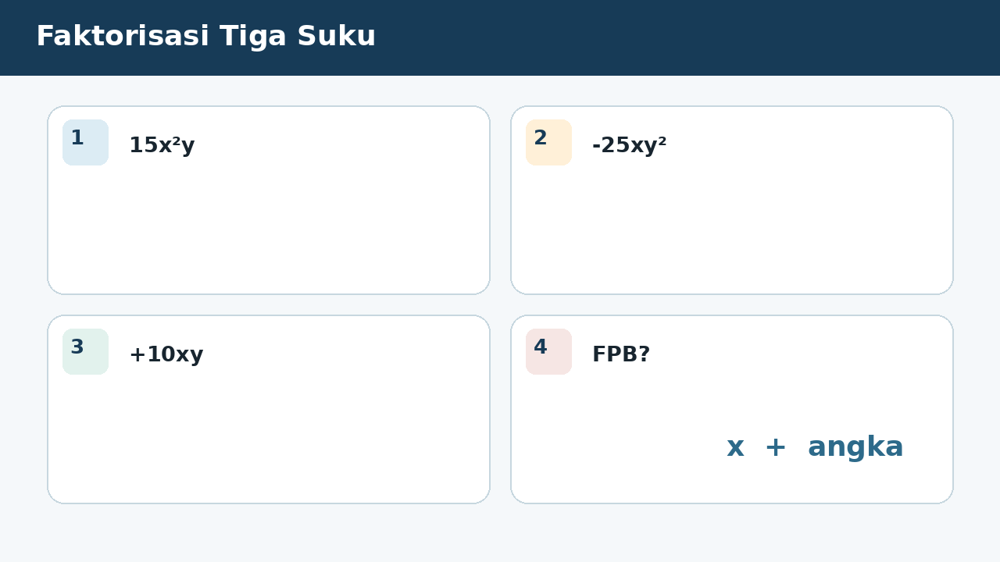 Faktorisasi Tiga Suku
1 15x²y
2 -25xy²
3 +10xy
4 FPB?
x + angka